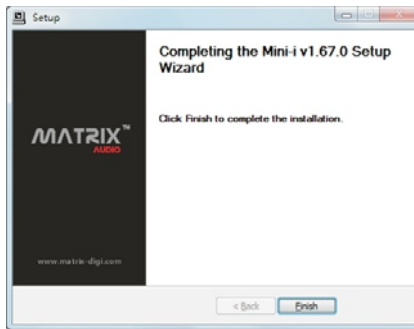 Setup
Completing the Mini-i v1.67.0 Setup
Wizard
Click Finish to complete the installation.
MATRIX™
AUDIO
www.matrix-digi.com
< Back
Finish